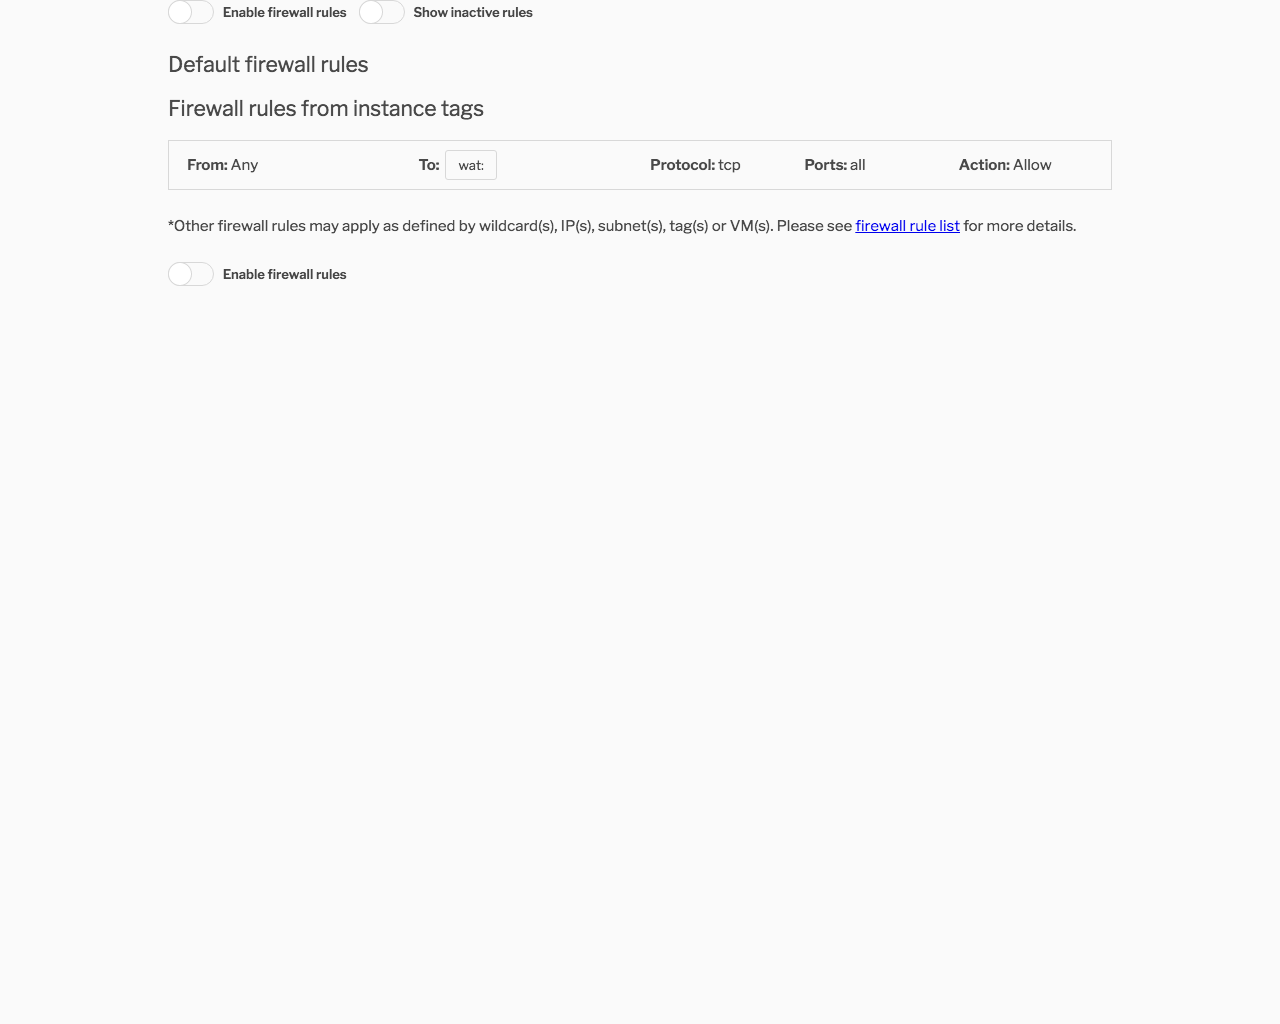 Enable firewall rules Show inactive rules
Default firewall rules
Firewall rules from instance tags
From: Any To: wat: Protocol: tcp Ports: all Action: Allow
*Other firewall rules may apply as defined by wildcard(s), IP(s), subnet(s), tag(s) or VM(s). Please see firewall rule list for more details.
Enable firewall rules